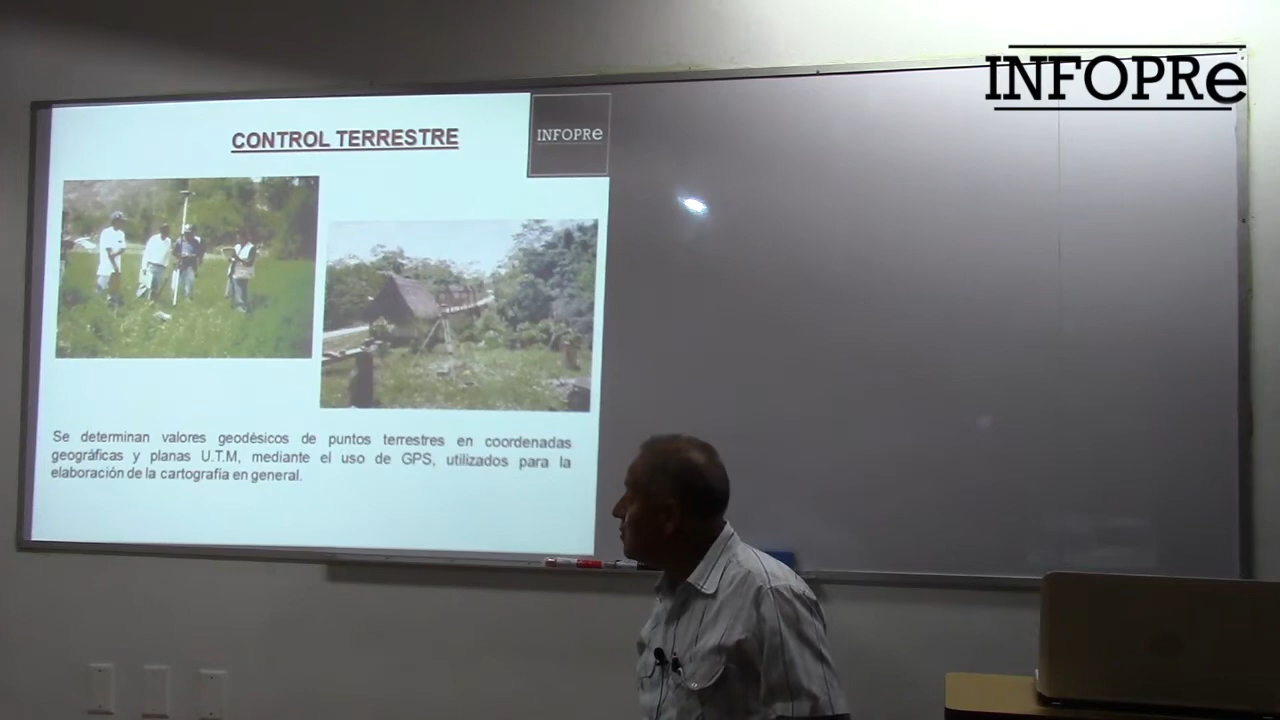 INFOPRe
CONTROL TERRESTRE
INFOPRe
Se determinan valores geodésicos de puntos terrestres en coordenadas
geográficas y planas U.T.M, mediante el uso de GPS, utilizados para la
elaboración de la cartografía en general.